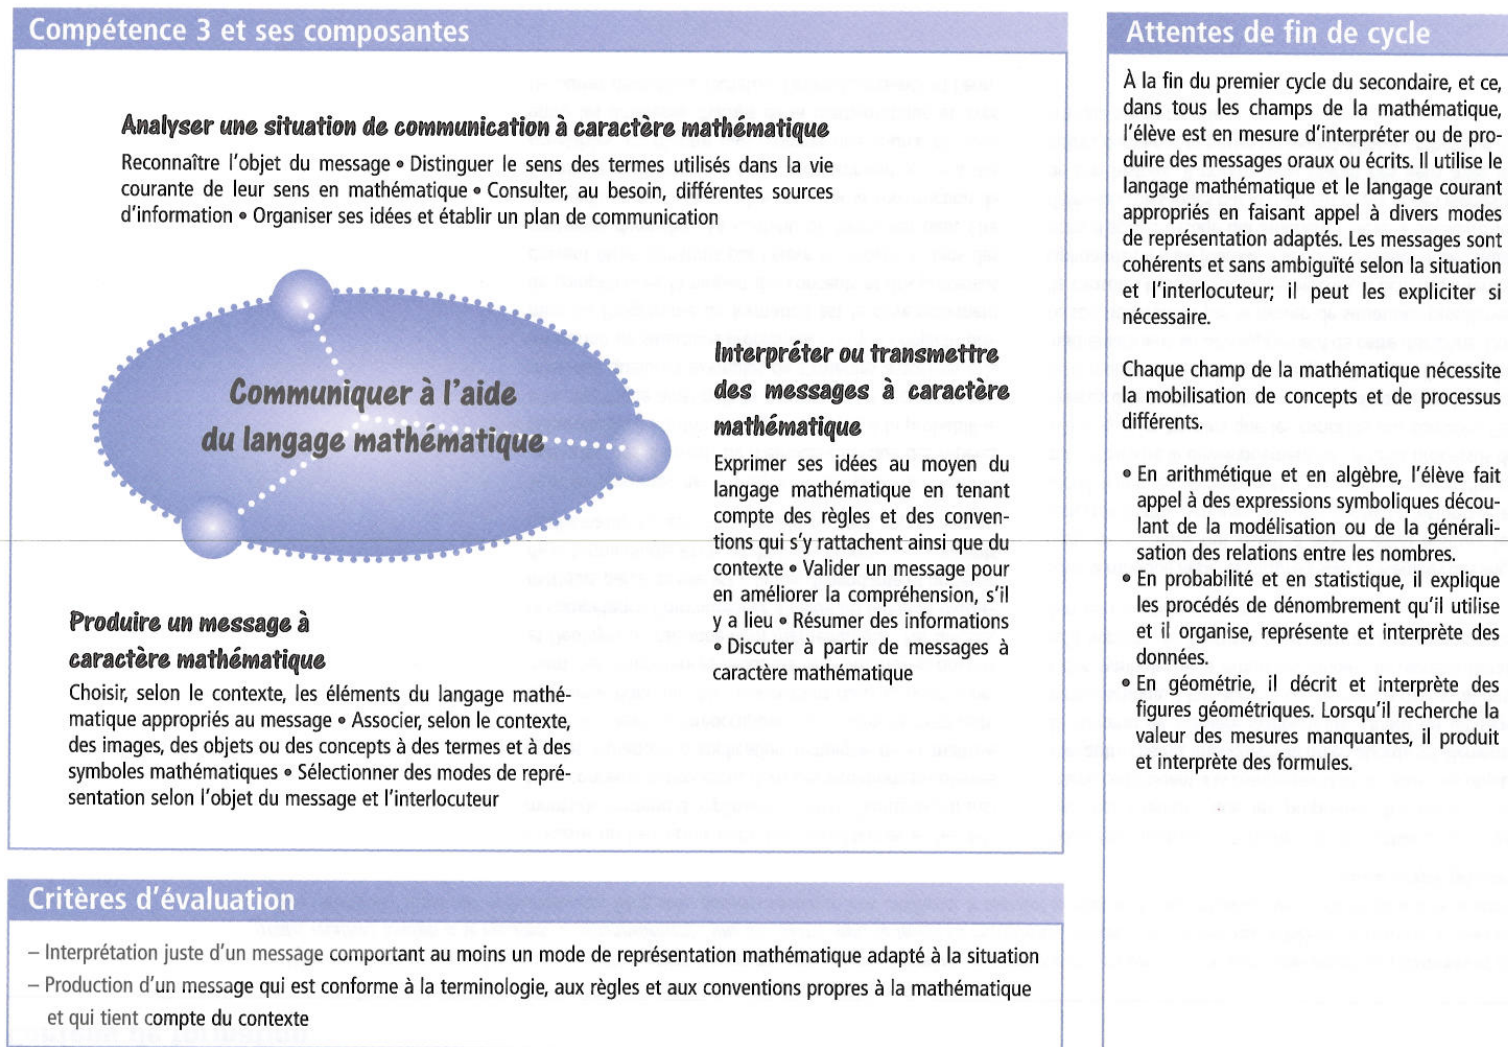 Compétence 3 et ses composantes
Analyser une situation de communication à caractère mathématique
Reconnaître l'objet du message • Distinguer le sens des termes utilisés dans la vie
courante de leur sens en mathématique • Consulter, au besoin, différentes sources
d'information • Organiser ses idées et établir un plan de communication
Communiquer à l'aide
du langage mathématique
Interpréter ou transmettre
des messages à caractère
mathématique
Exprimer ses idées au moyen du
langage mathématique en tenant
compte des règles et des conven-
tions qui s'y rattachent ainsi que du
contexte • Valider un message pour
en améliorer la compréhension, s'il
y a lieu • Résumer des informations
• Discuter à partir de messages à
caractère mathématique
Produire un message à
caractère mathématique
Choisir, selon le contexte, les éléments du langage mathé-
matique appropriés au message • Associer, selon le contexte,
des images, des objets ou des concepts à des termes et à des
symboles mathématiques • Sélectionner des modes de repré-
sentation selon l'objet du message et l'interlocuteur
Critères d'évaluation
– Interprétation juste d'un message comportant au moins un mode de représentation mathématique adapté à la situation
– Production d'un message qui est conforme à la terminologie, aux règles et aux conventions propres à la mathématique
et qui tient compte du contexte
Attentes de fin de cycle
À la fin du premier cycle du secondaire, et ce,
dans tous les champs de la mathématique,
l'élève est en mesure d'interpréter ou de pro-
duire des messages oraux ou écrits. Il utilise le
langage mathématique et le langage courant
appropriés en faisant appel à divers modes
de représentation adaptés. Les messages sont
cohérents et sans ambiguïté selon la situation
et l'interlocuteur; il peut les expliciter si
nécessaire.
Chaque champ de la mathématique nécessite
la mobilisation de concepts et de processus
différents.
• En arithmétique et en algèbre, l'élève fait
appel à des expressions symboliques décou-
lant de la modélisation ou de la générali-
sation des relations entre les nombres.
• En probabilité et en statistique, il explique
les procédés de dénombrement qu'il utilise
et il organise, représente et interprète des
données.
• En géométrie, il décrit et interprète des
figures géométriques. Lorsqu'il recherche la
valeur des mesures manquantes, il produit
et interprète des formules.